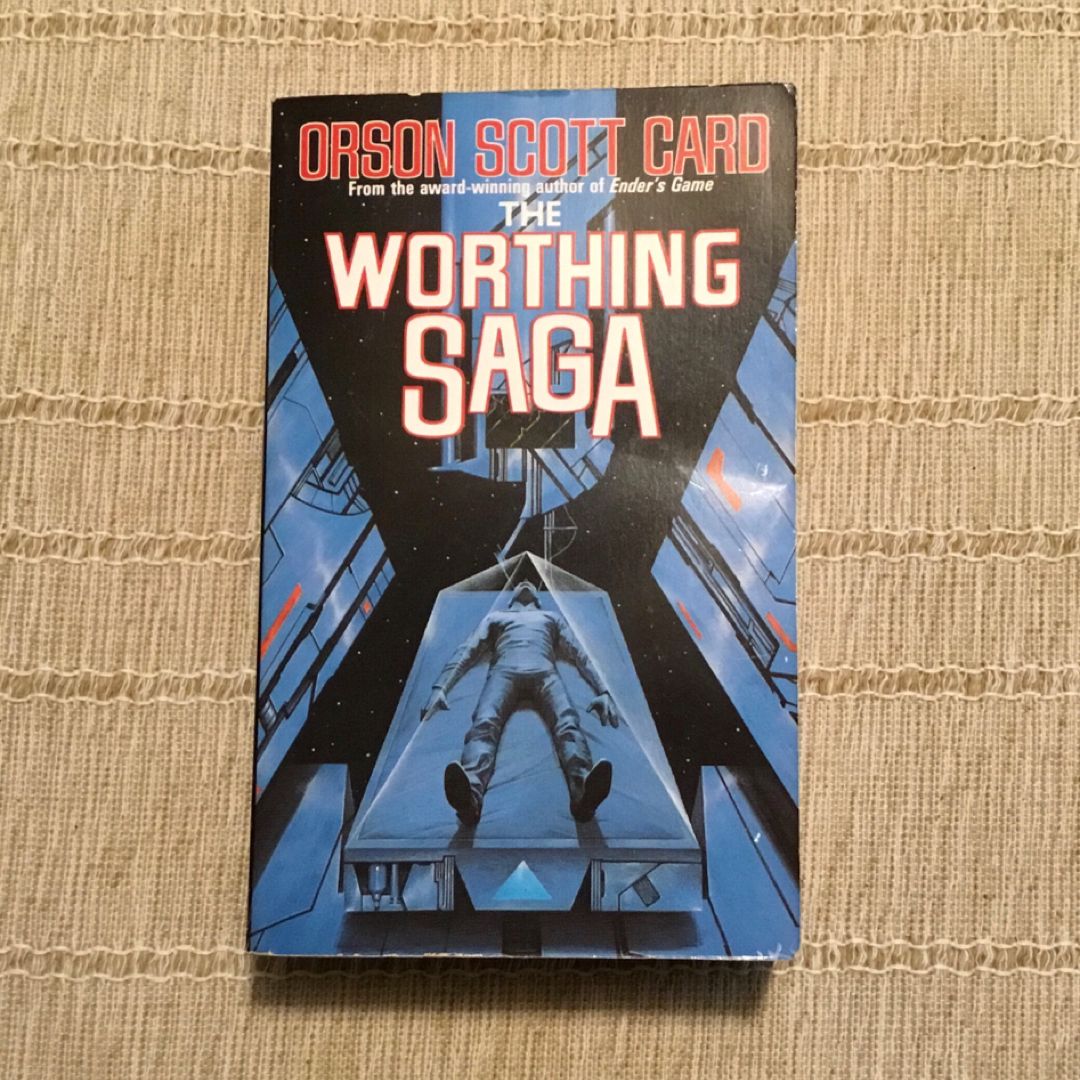 ORSON SCOTT CARD
From the award-winning author of Ender's Game
THE
WORTHING
SAGA